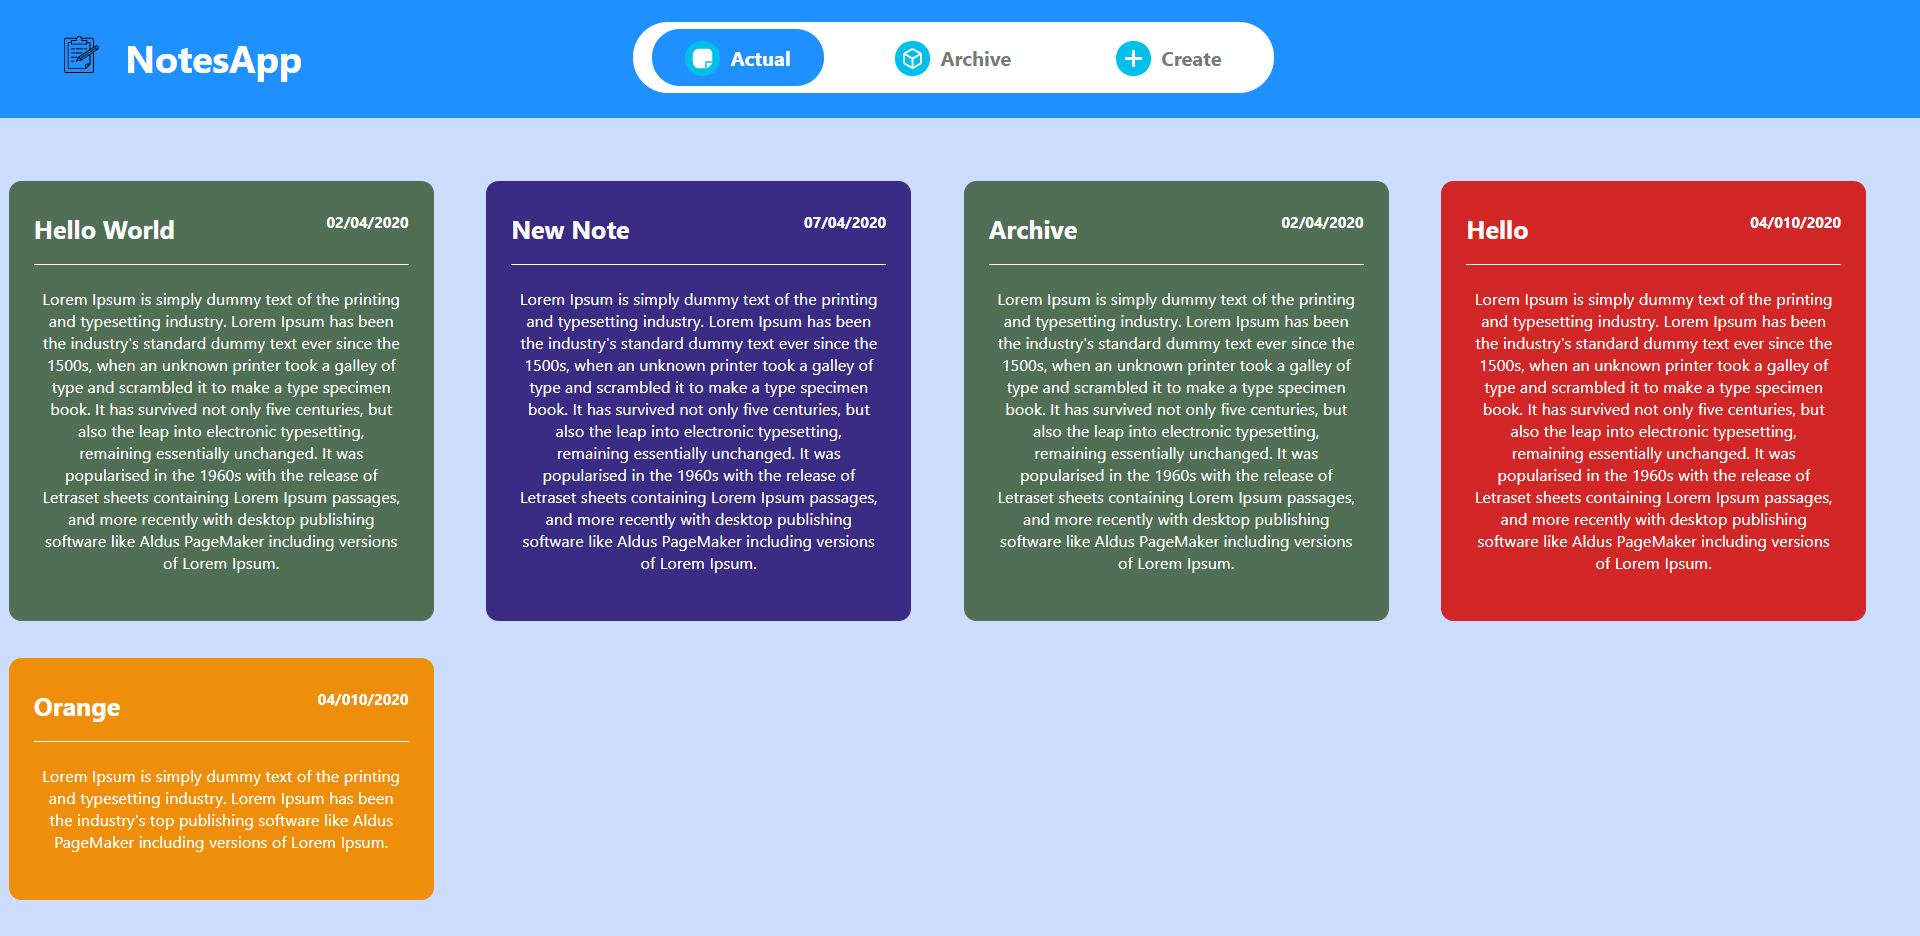 NotesApp
Actual
Archive
Create
Hello World
02/04/2020
Lorem Ipsum is simply dummy text of the printing
and typesetting industry. Lorem Ipsum has been
the industry's standard dummy text ever since the
1500s, when an unknown printer took a galley of
type and scrambled it to make a type specimen
book. It has survived not only five centuries, but
also the leap into electronic typesetting,
remaining essentially unchanged. It was
popularised in the 1960s with the release of
Letraset sheets containing Lorem Ipsum passages,
and more recently with desktop publishing
software like Aldus PageMaker including versions
of Lorem Ipsum.
New Note
07/04/2020
Lorem Ipsum is simply dummy text of the printing
and typesetting industry. Lorem Ipsum has been
the industry's standard dummy text ever since the
1500s, when an unknown printer took a galley of
type and scrambled it to make a type specimen
book. It has survived not only five centuries, but
also the leap into electronic typesetting,
remaining essentially unchanged. It was
popularised in the 1960s with the release of
Letraset sheets containing Lorem Ipsum passages,
and more recently with desktop publishing
software like Aldus PageMaker including versions
of Lorem Ipsum.
Archive
02/04/2020
Lorem Ipsum is simply dummy text of the printing
and typesetting industry. Lorem Ipsum has been
the industry's standard dummy text ever since the
1500s, when an unknown printer took a galley of
type and scrambled it to make a type specimen
book. It has survived not only five centuries, but
also the leap into electronic typesetting,
remaining essentially unchanged. It was
popularised in the 1960s with the release of
Letraset sheets containing Lorem Ipsum passages,
and more recently with desktop publishing
software like Aldus PageMaker including versions
of Lorem Ipsum.
Hello
04/010/2020
Lorem Ipsum is simply dummy text of the printing
and typesetting industry. Lorem Ipsum has been
the industry's standard dummy text ever since the
1500s, when an unknown printer took a galley of
type and scrambled it to make a type specimen
book. It has survived not only five centuries, but
also the leap into electronic typesetting,
remaining essentially unchanged. It was
popularised in the 1960s with the release of
Letraset sheets containing Lorem Ipsum passages,
and more recently with desktop publishing
software like Aldus PageMaker including versions
of Lorem Ipsum.
Orange
04/010/2020
Lorem Ipsum is simply dummy text of the printing
and typesetting industry. Lorem Ipsum has been
the industry's top publishing software like Aldus
PageMaker including versions of Lorem Ipsum.